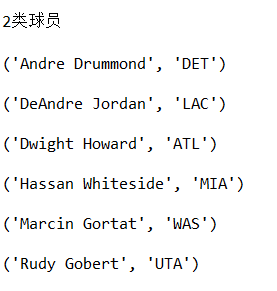 2类球员
('Andre Drummond', 'DET')
('DeAndre Jordan', 'LAC')
('Dwight Howard', 'ATL')
('Hassan Whiteside', 'MIA')
('Marcin Gortat', 'WAS')
('Rudy Gobert', 'UTA')